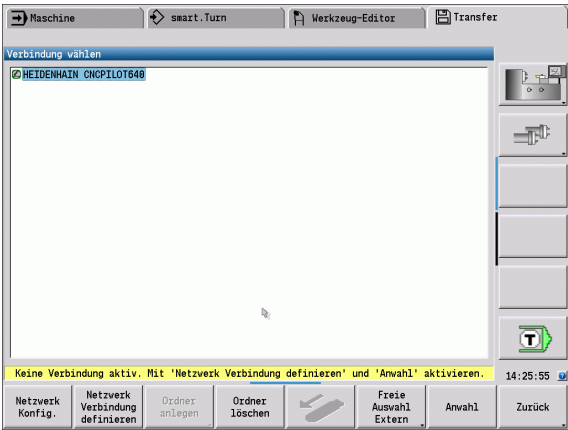 Maschine
smart.Turn
Werkzeug-Editor
Transfer
Verbindung wählen
HEIDENHAIN CNCPILOT640
T
Keine Verbindung aktiv. Mit 'Netzwerk Verbindung definieren' und 'Anwahl' aktivieren.
14:25:55
Netzwerk
Konfig.
Netzwerk
Verbindung
definieren
Ordner
anlegen
Ordner
löschen
Freie
Auswahl
Extern
Anwahl
Zurück